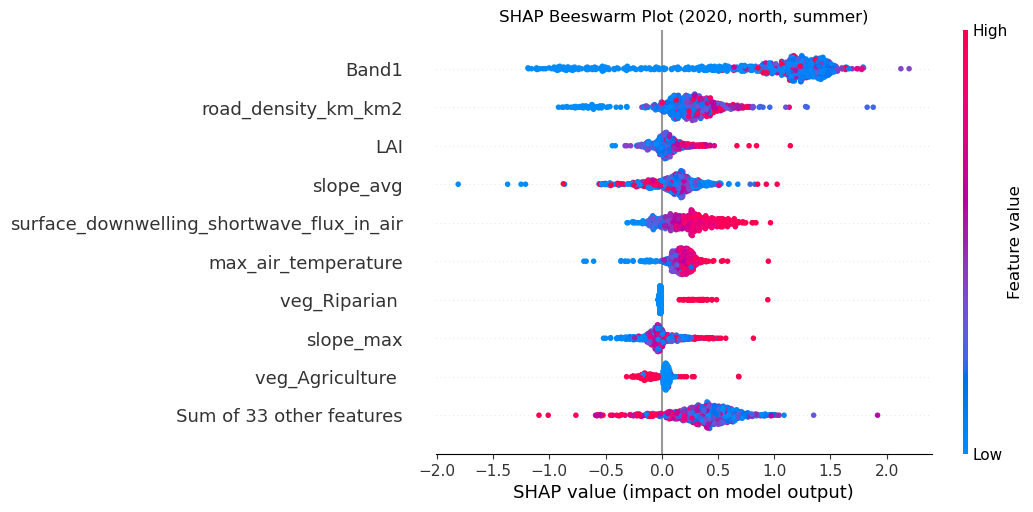 SHAP Beeswarm Plot (2020, north, summer)
High
Band1
road_density_km_km2
LAI
slope_avg
surface_downwelling_shortwave_flux_in_air
max_air_temperature
veg_Riparian
slope_max
veg_Agriculture
Sum of 33 other features
Feature value
Low
−2.0 −1.5 −1.0 −0.5 0.0 0.5 1.0 1.5 2.0
SHAP value (impact on model output)